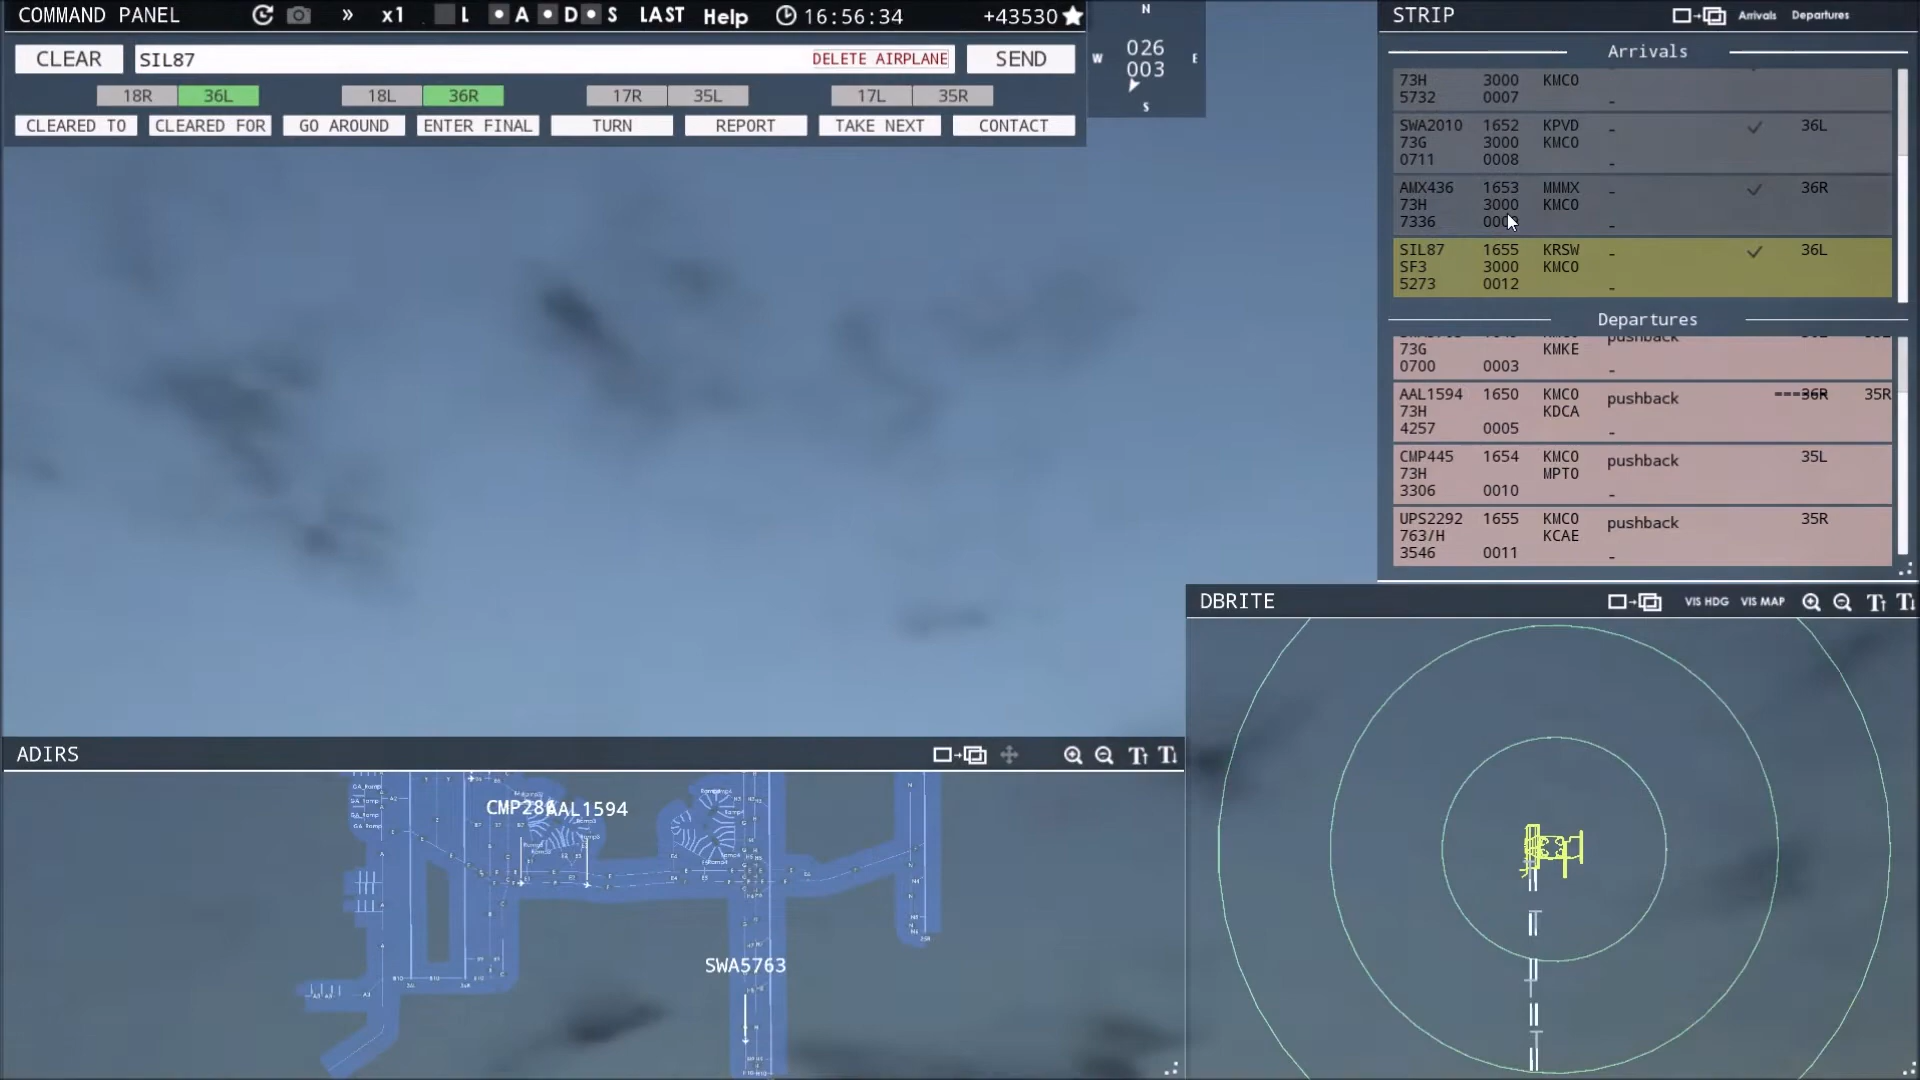 COMMAND PANEL x1 L A D S LAST Help 16:56:34 +43530
CLEAR SIL87 DELETE AIRPLANE SEND
18R 36L 18L 36R 17R 35L 17L 35R
CLEARED TO CLEARED FOR GO AROUND ENTER FINAL TURN REPORT TAKE NEXT CONTACT
N
W 026 E
003
S
STRIP Arrivals Departures
Arrivals
73H 3000 KMCO
5732 0007 -
SWA2010 1652 KPVD - 36L
73G 3000 KMCO
0711 0008 -
AMX436 1653 MMMX - 36R
73H 3000 KMCO
7336 -
SIL87 1655 KRSW - 36L
SF3 3000 KMCO
5273 0012 -
Departures
pushback
73G KMKE
0700 0003 -
AAL1594 1650 KMCO pushback 36R 35R
73H KDCA
4257 0005 -
CMP445 1654 KMCO pushback 35L
73H MPTO
3306 0010 -
UPS2292 1655 KMCO pushback 35R
763/H KCAE
3546 0011 -
DBRITE VIS HDG VIS MAP
ADIRS
CMP286 AAL1594
SWA5763